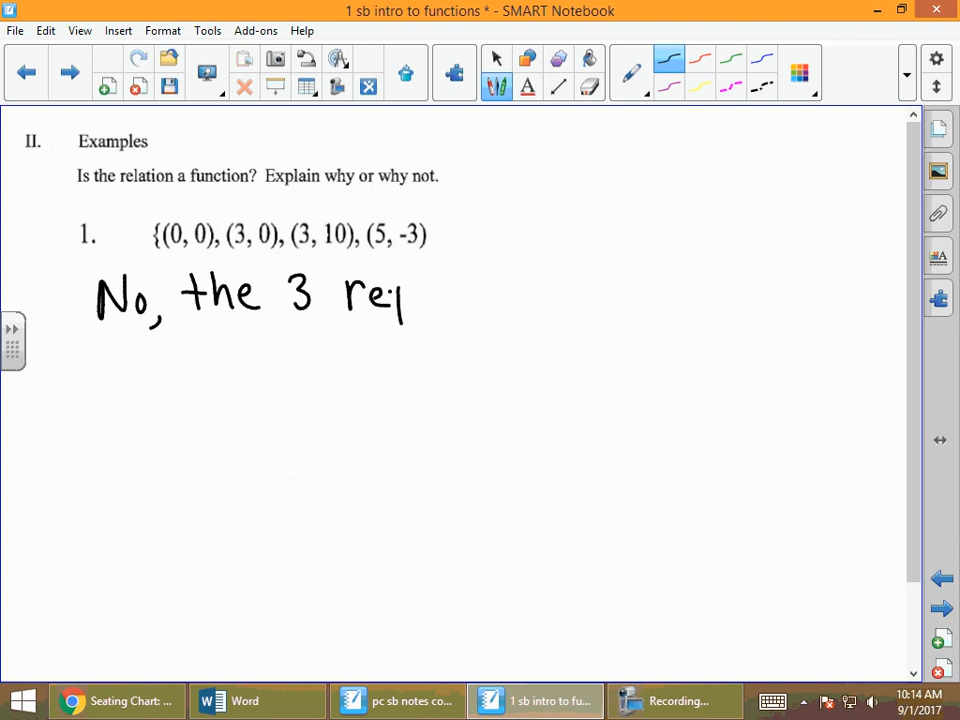 1 sb intro to functions * - SMART Notebook
File Edit View Insert Format Tools Add-ons Help
II. Examples
Is the relation a function? Explain why or why not.
1. {(0, 0), (3, 0), (3, 10), (5, -3)
No, the 3 rep
Seating Chart: ... Word pc sb notes co... 1 sb intro to fu... Recording... 10:14 AM
9/1/2017